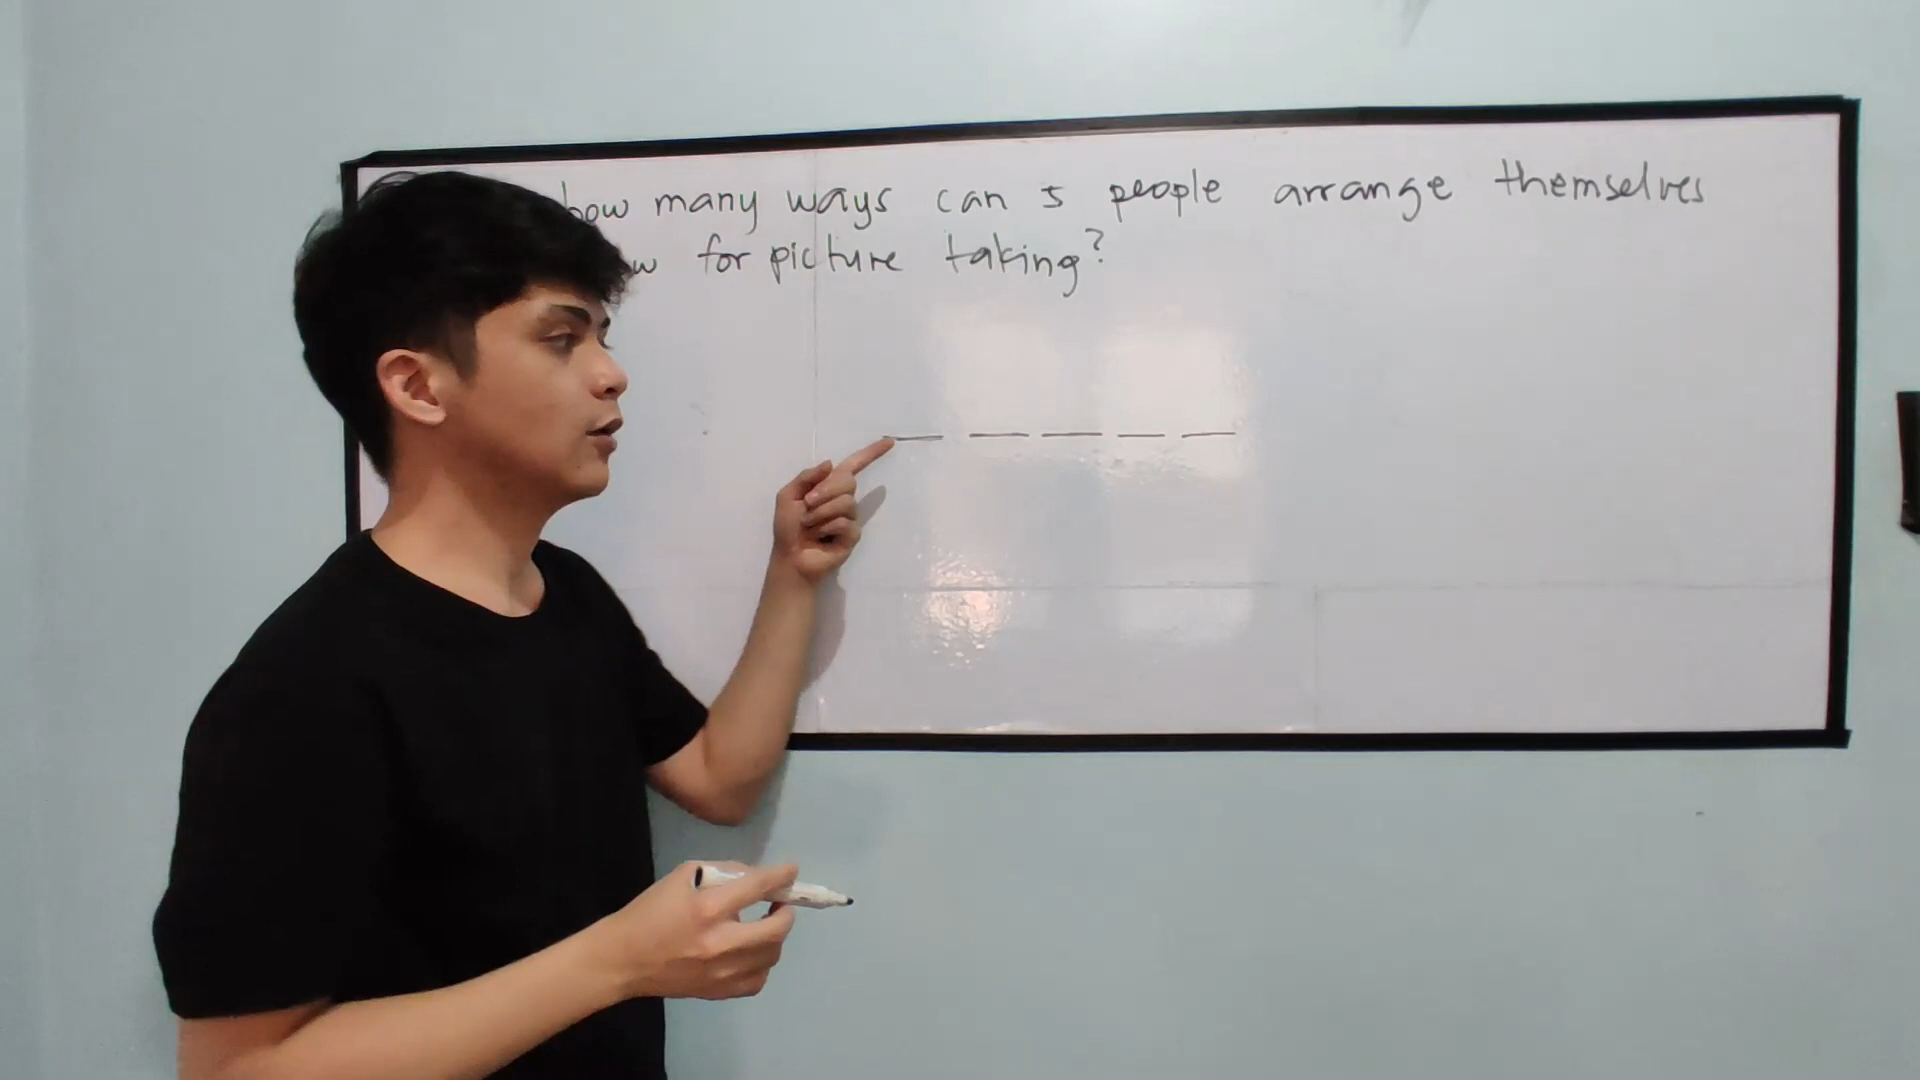 how many ways can 5 people arrange themselves
for picture taking?